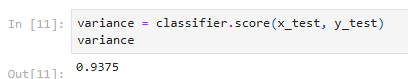 In [11]: variance = classifier.score(x_test, y_test)
variance
Out[11]: 0.9375